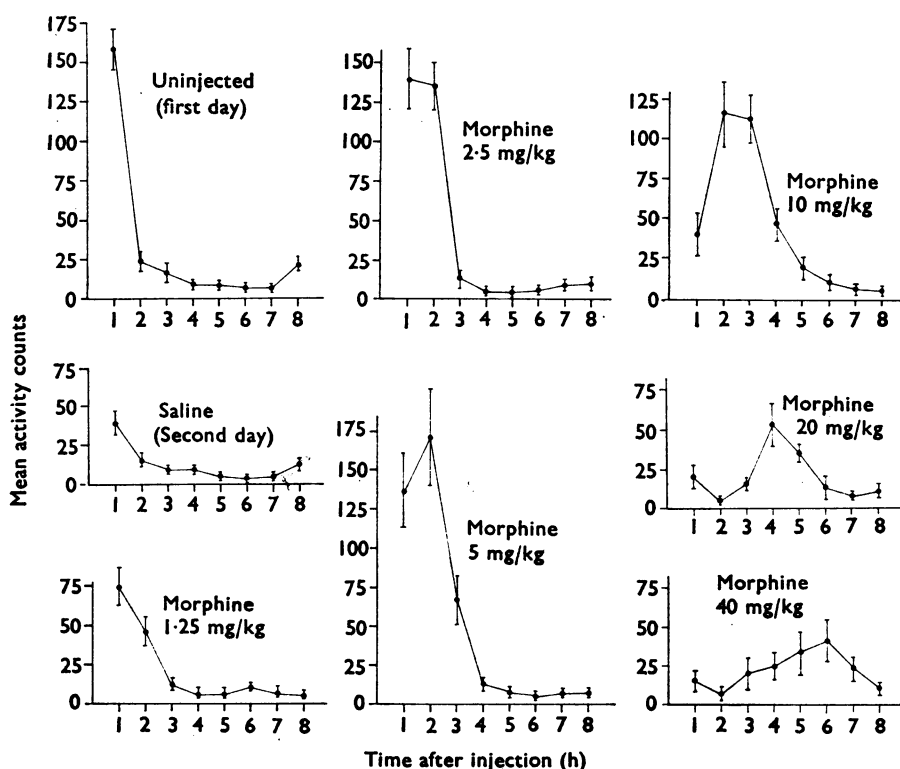 Mean activity counts
175
150
125
100
75
50
25
0
Uninjected
(first day)
1 2 3 4 5 6 7 8
150
125
100
75
50
25
0
Morphine
2·5 mg/kg
1 2 3 4 5 6 7 8
125
100
75
50
25
0
Morphine
10 mg/kg
1 2 3 4 5 6 7 8
75
50
25
0
Saline
(Second day)
1 2 3 4 5 6 7 8
175
150
125
100
75
50
25
0
Morphine
5 mg/kg
1 2 3 4 5 6 7 8
75
50
25
0
Morphine
20 mg/kg
1 2 3 4 5 6 7 8
75
50
25
0
Morphine
1·25 mg/kg
1 2 3 4 5 6 7 8
75
50
25
0
Morphine
40 mg/kg
1 2 3 4 5 6 7 8
Time after injection (h)